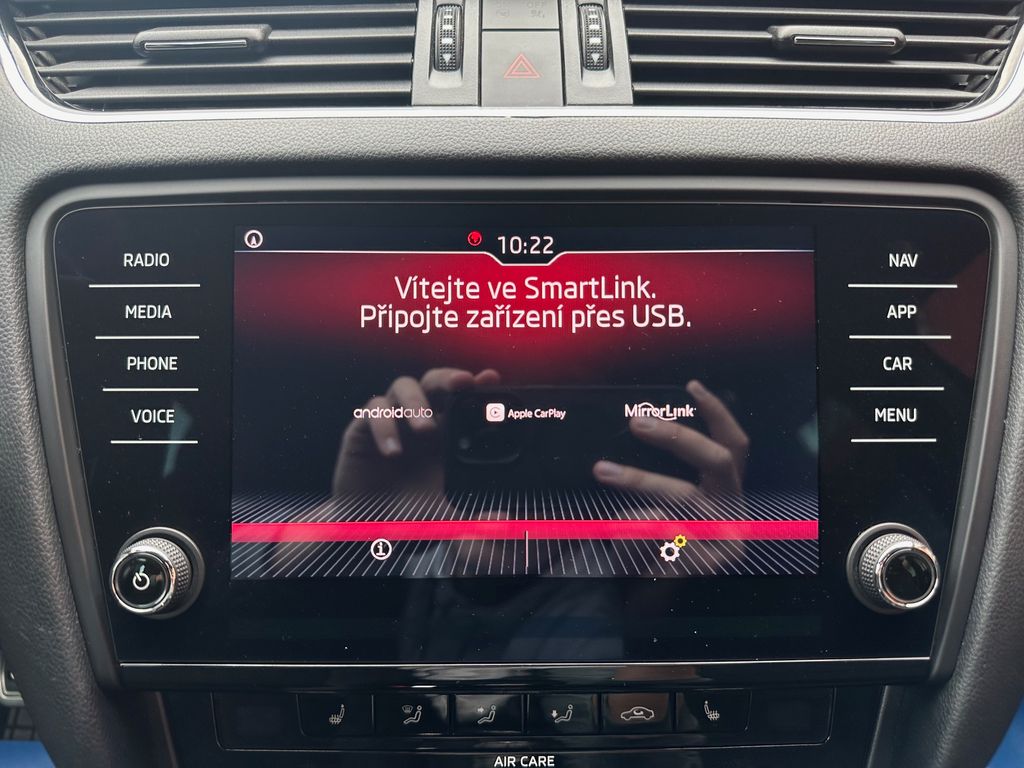 10:22
RADIO
MEDIA
PHONE
VOICE
Vítejte ve SmartLink.
Připojte zařízení přes USB.
androidauto
Apple CarPlay
MirrorLink
NAV
APP
CAR
MENU
AIR CARE